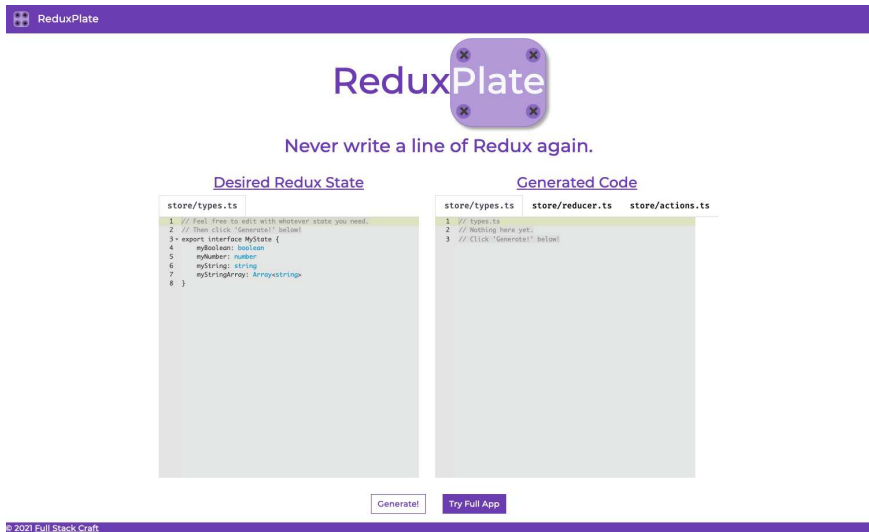 ReduxPlate
ReduxPlate
Never write a line of Redux again.
Desired Redux State
store/types.ts
1 // Feel free to edit with whatever state you need.
2 // Then click 'Generate!' below!
3 export interface MyState {
4 myBoolean: boolean
5 myNumber: number
6 myString: string
7 myStringArray: Array<string>
8 }
Generated Code
store/types.ts store/reducer.ts store/actions.ts
1 // types.ts
2 // Nothing here yet.
3 // Click 'Generate!' below!
Generate! Try Full App
© 2021 Full Stack Craft